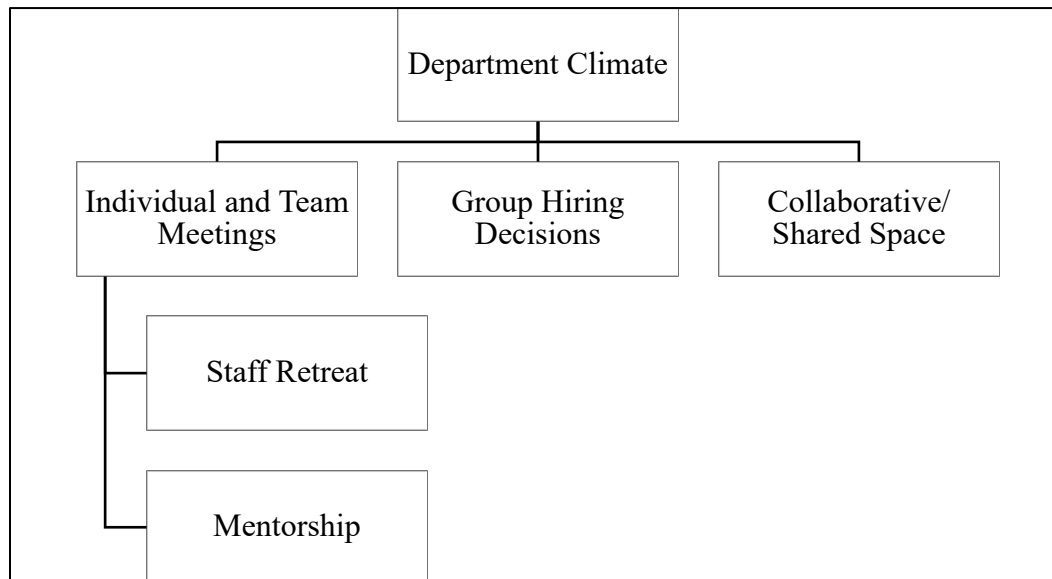 Department Climate
Individual and Team
Meetings
Group Hiring
Decisions
Collaborative/
Shared Space
Staff Retreat
Mentorship